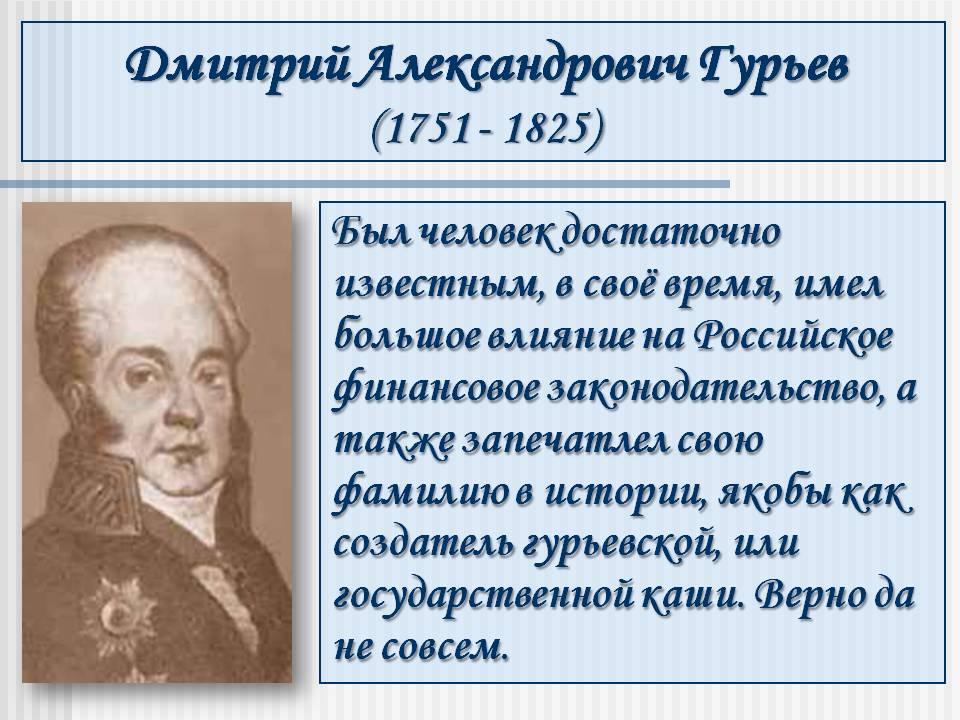 Дмитрий Александрович Гурьев
(1751 - 1825)
Был человек достаточно
известным, в своё время, имел
большое влияние на Российское
финансовое законодательство, а
также запечатлел свою
фамилию в истории, якобы как
создатель гурьевской, или
государственной каши. Верно да
не совсем.